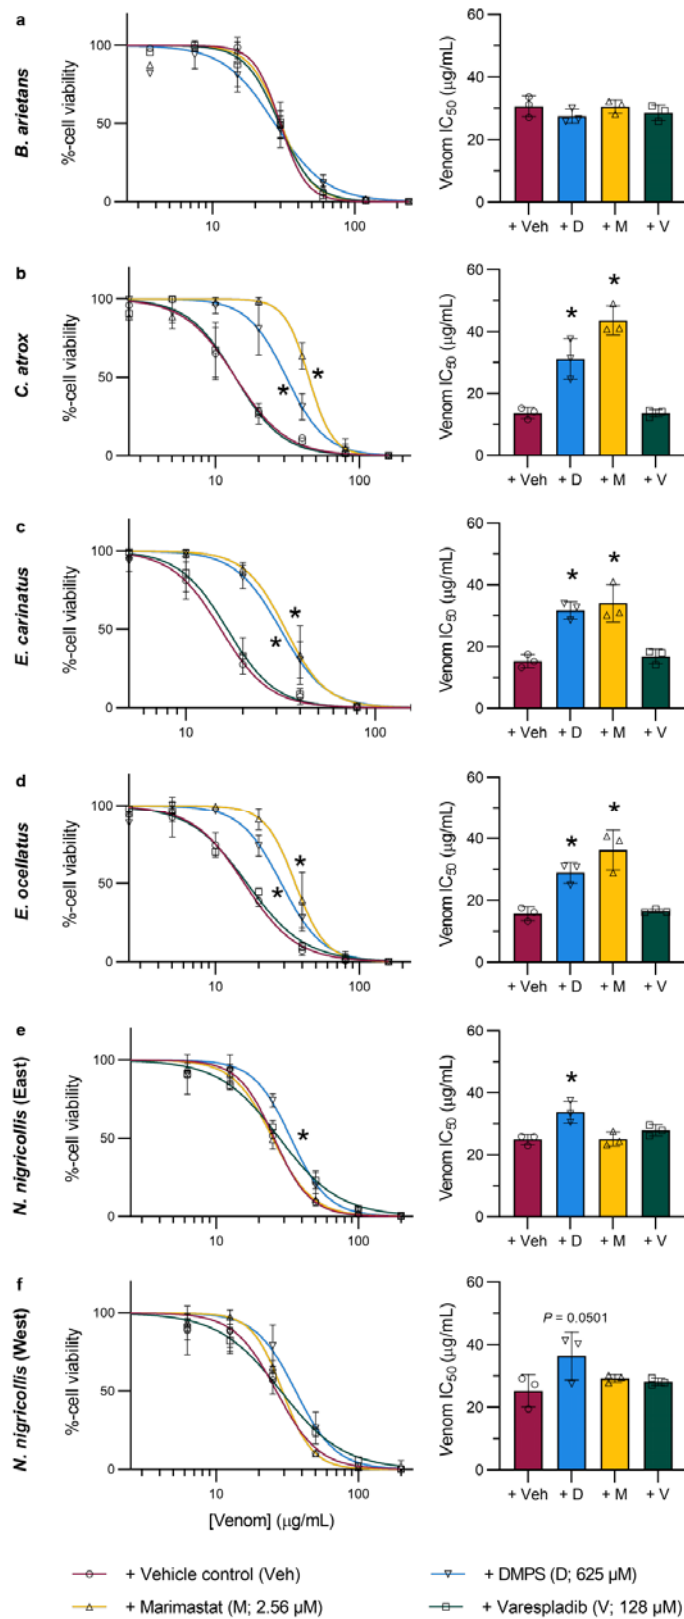 a
B. arietans
%-cell viability
100
50
0
10
100
Venom IC50 (µg/mL)
60
40
20
0
+ Veh
+ D
+ M
+ V
b
C. atrox
%-cell viability
100
50
0
*
*
10
100
Venom IC50 (µg/mL)
60
40
20
0
*
*
+ Veh
+ D
+ M
+ V
c
E. carinatus
%-cell viability
100
50
0
*
*
10
100
Venom IC50 (µg/mL)
60
40
20
0
*
*
+ Veh
+ D
+ M
+ V
d
E. ocellatus
%-cell viability
100
50
0
*
*
10
100
Venom IC50 (µg/mL)
60
40
20
0
*
*
+ Veh
+ D
+ M
+ V
e
N. nigricollis (East)
%-cell viability
100
50
0
*
10
100
Venom IC50 (µg/mL)
60
40
20
0
*
+ Veh
+ D
+ M
+ V
f
N. nigricollis (West)
%-cell viability
100
50
0
10
100
[Venom] (µg/mL)
Venom IC50 (µg/mL)
60
40
20
0
P = 0.0501
+ Veh
+ D
+ M
+ V
+ Vehicle control (Veh)
+ DMPS (D; 625 µM)
+ Marimastat (M; 2.56 µM)
+ Varespladib (V; 128 µM)